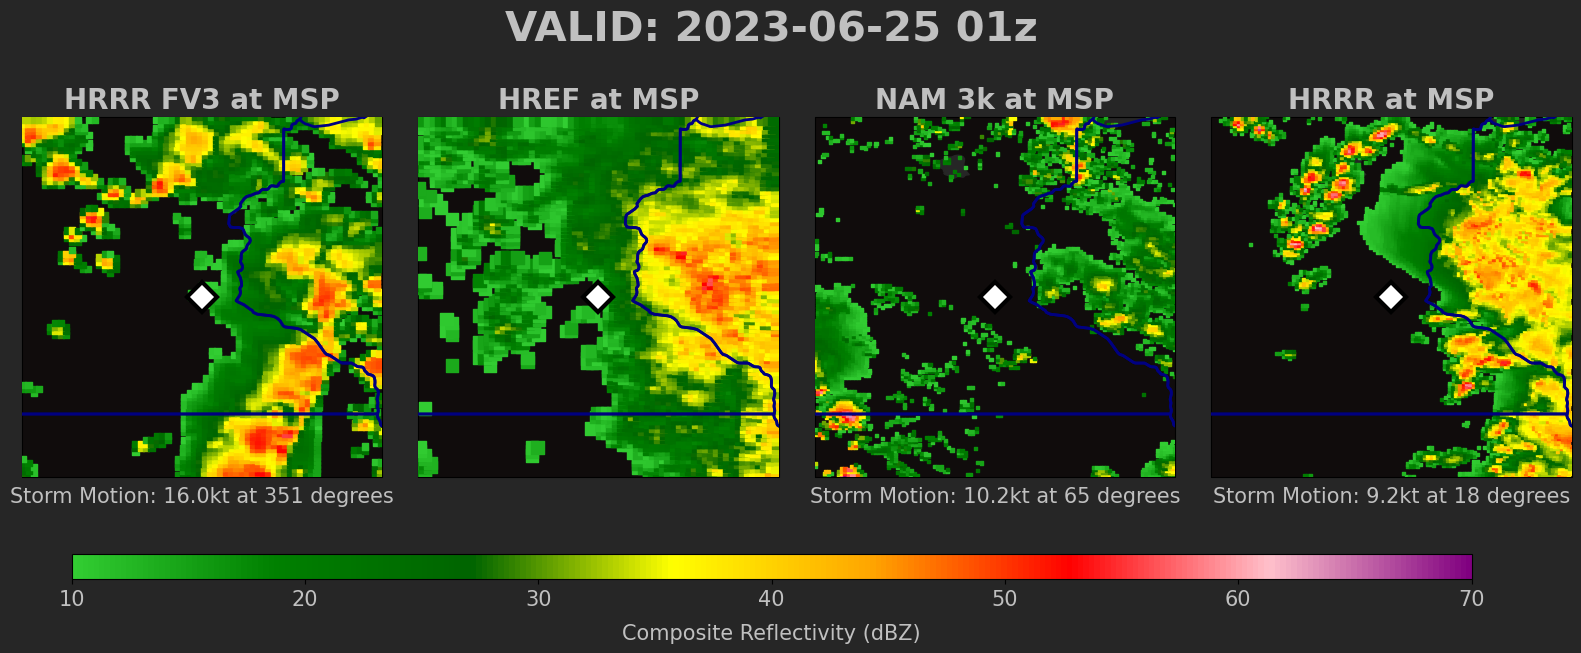 VALID: 2023-06-25 01z
HRRR FV3 at MSP
HREF at MSP
NAM 3k at MSP
HRRR at MSP
Storm Motion: 16.0kt at 351 degrees
Storm Motion: 10.2kt at 65 degrees
Storm Motion: 9.2kt at 18 degrees
10 20 30 40 50 60 70
Composite Reflectivity (dBZ)